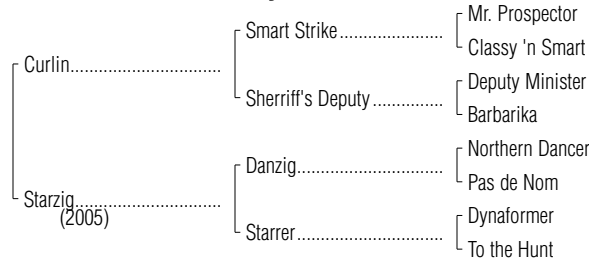 Mr. Prospector
Smart Strike
Classy 'n Smart
Curlin
Deputy Minister
Sherriff's Deputy
Barbarika
Northern Dancer
Danzig
Pas de Nom
Starzig
(2005)
Dynaformer
Starrer
To the Hunt